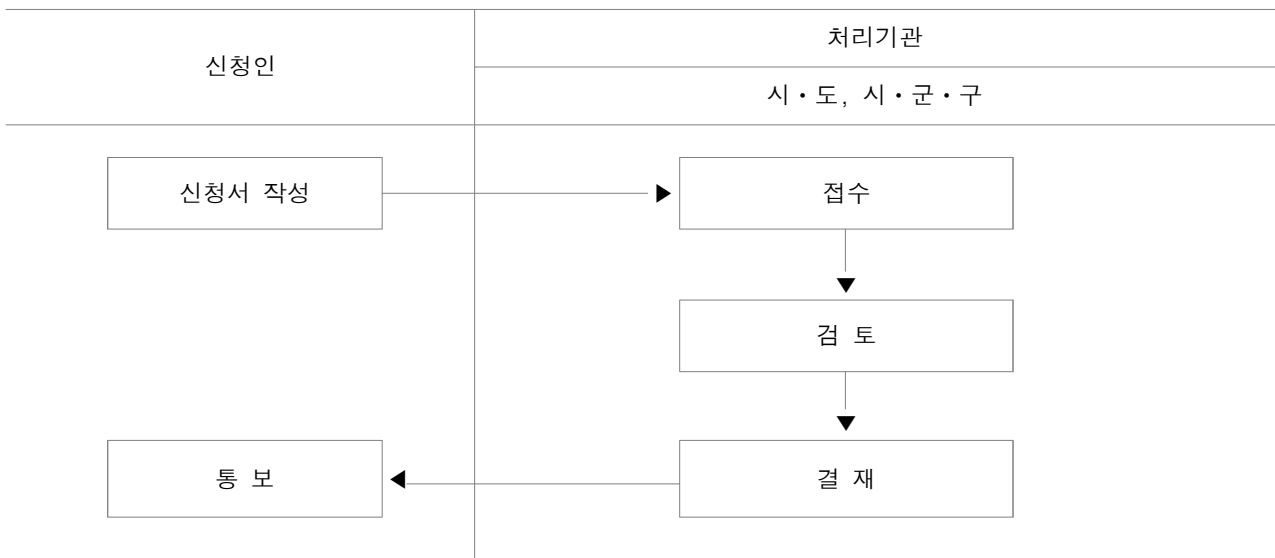 신청인
처리기관
시・도, 시・군・구
신청서 작성
접수
검 토
통 보
결 재